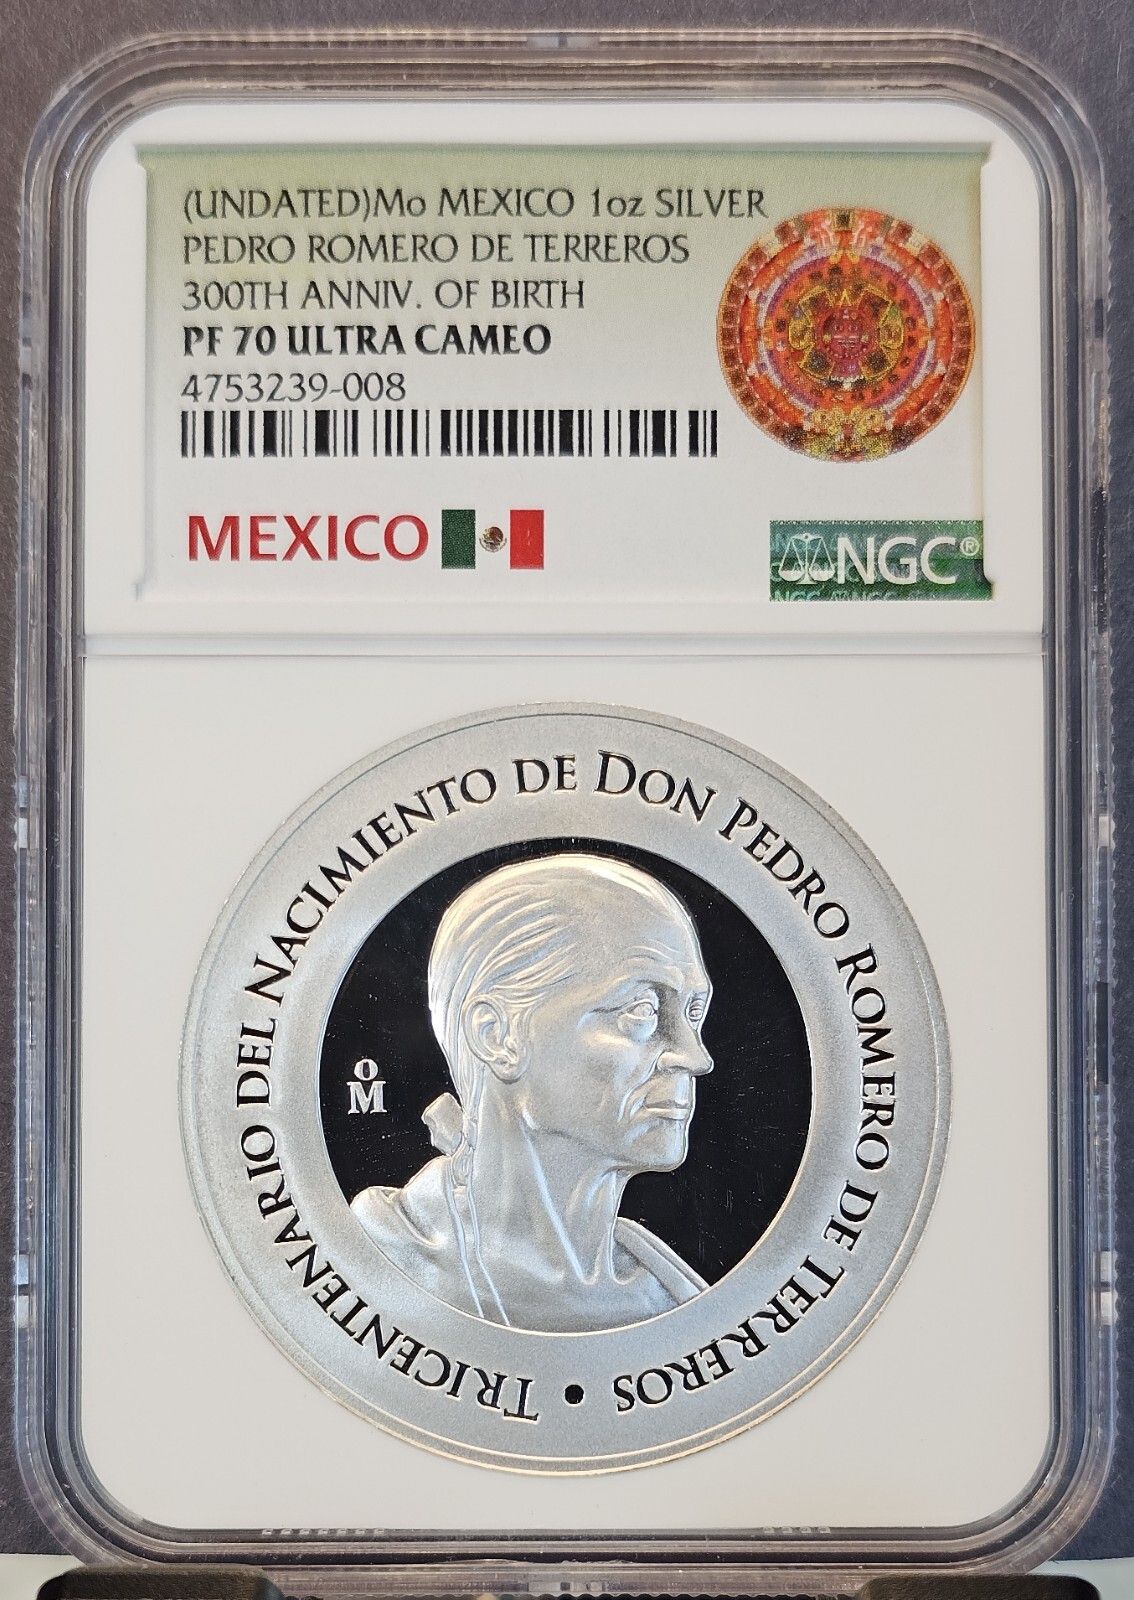 (UNDATED)Mo MEXICO 1oz SILVER
PEDRO ROMERO DE TERREROS
300TH ANNIV. OF BIRTH
PF 70 ULTRA CAMEO
4753239-008
MEXICO
NGC®
TRICENTENARIO DEL NACIMIENTO DE DON PEDRO ROMERO DE TERREROS •
oM